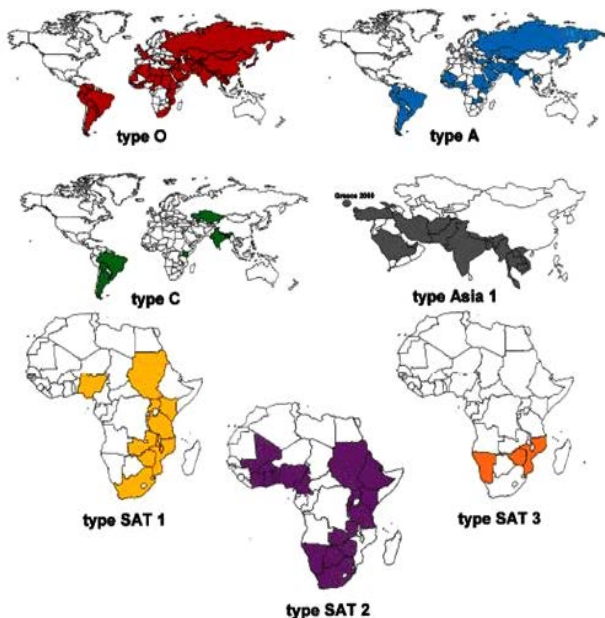 type O
type A
type C
Greece 2000
type Asia 1
type SAT 1
type SAT 2
type SAT 3